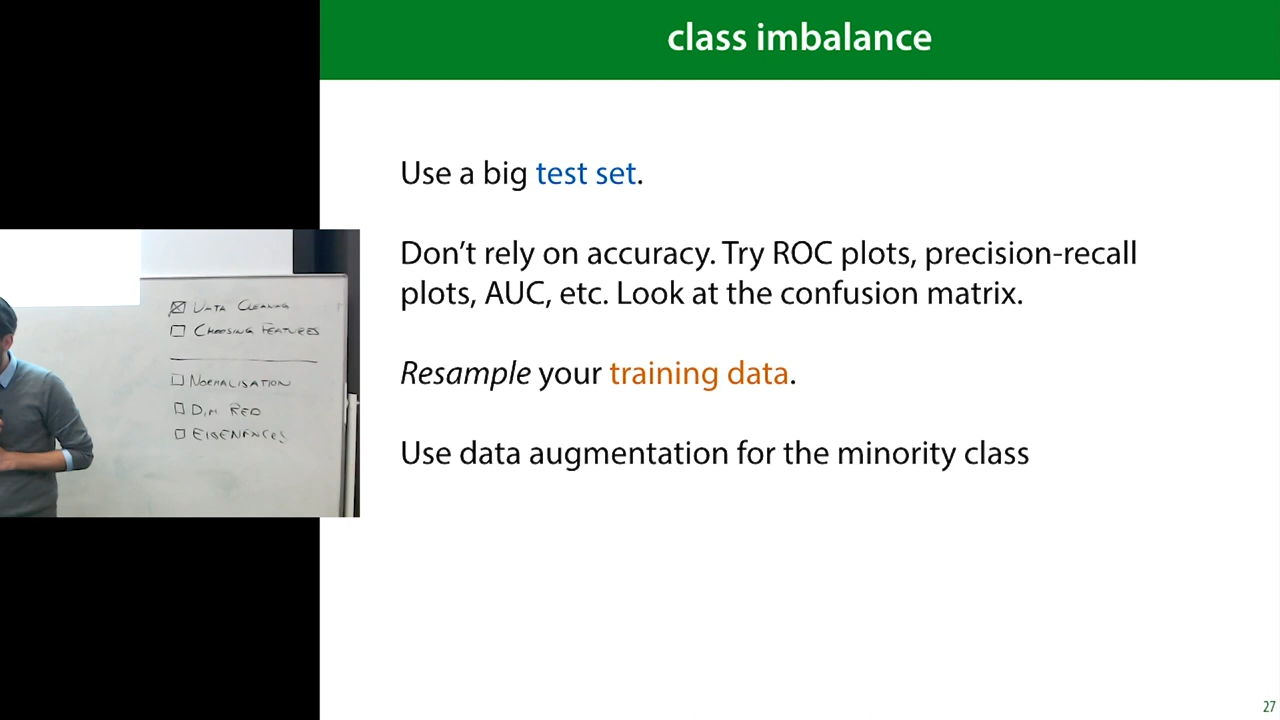 class imbalance
Use a big test set.
Don't rely on accuracy. Try ROC plots, precision-recall
plots, AUC, etc. Look at the confusion matrix.
Resample your training data.
Use data augmentation for the minority class
DATA CLEANING
CHOOSING FEATURES
NORMALISATION
DIM RED
EIGENFACES
27